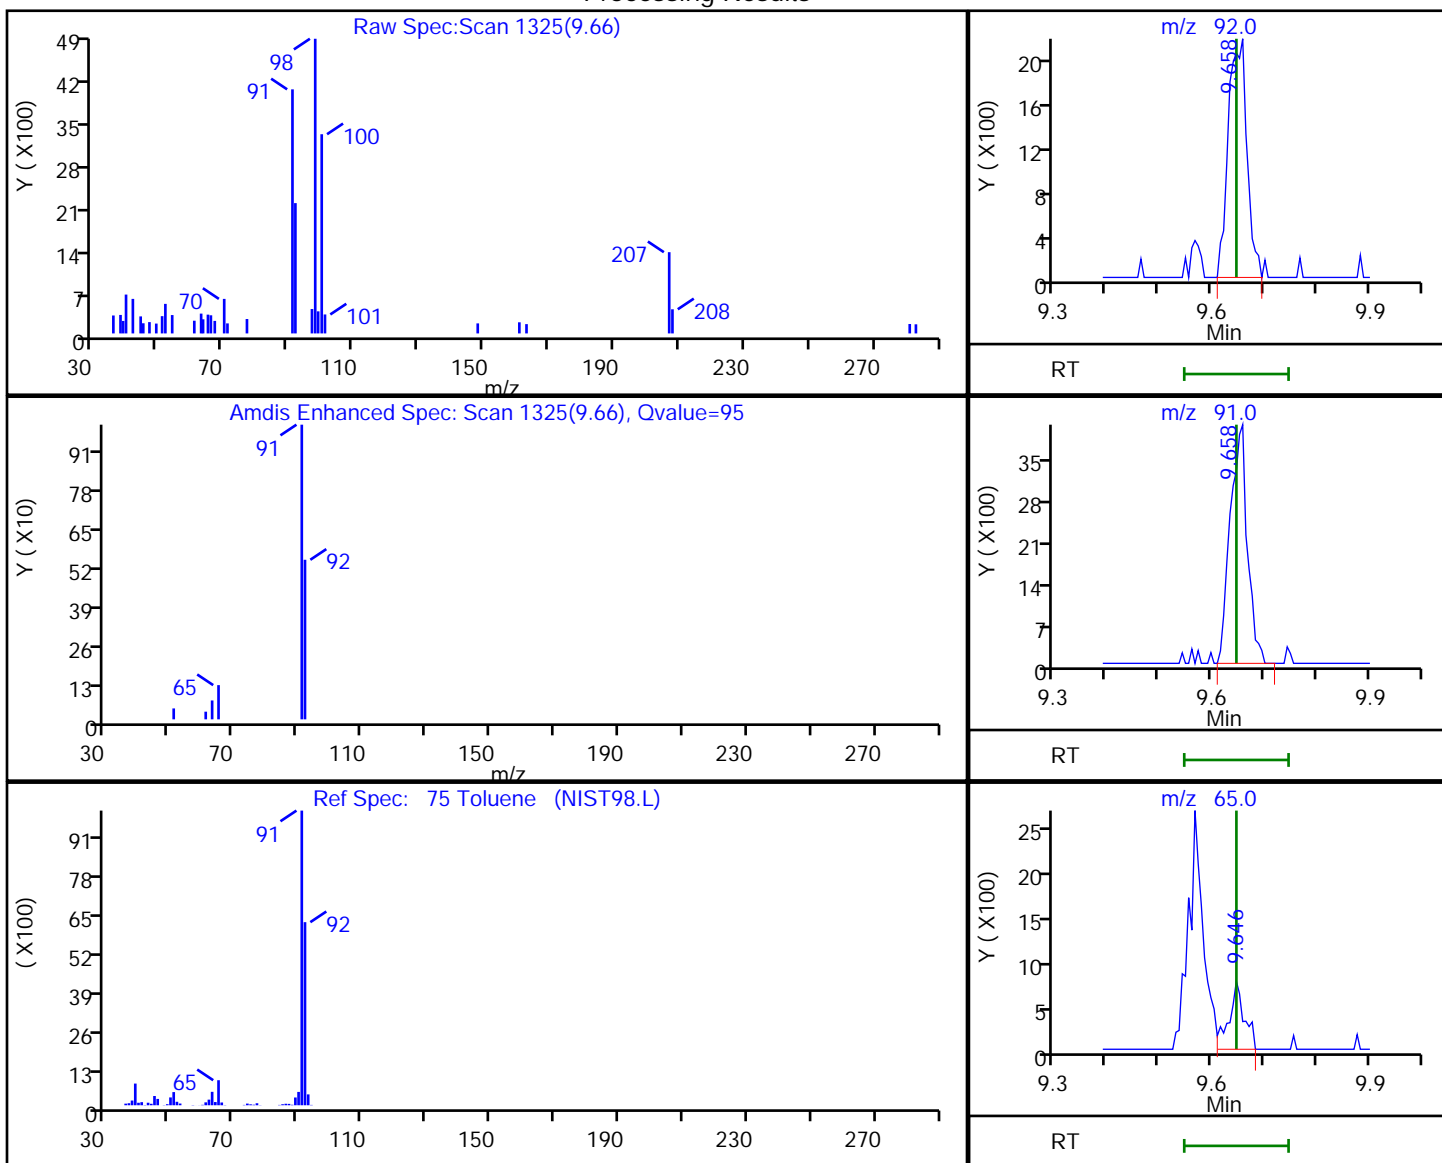 Processing Results
Raw Spec:Scan 1325(9.66)
49
42
35
28
21
14
7
0
Y ( X100)
98
91
100
70
101
207
208
30 70 110 150 190 230 270
m/z
m/z 92.0
20
16
12
8
4
0
Y ( X100)
9.658
9.3 9.6 9.9
Min
RT
Amdis Enhanced Spec: Scan 1325(9.66), Qvalue=95
91
78
65
52
39
26
13
0
Y ( X10)
91
92
65
30 70 110 150 190 230 270
m/z
m/z 91.0
35
28
21
14
7
0
Y ( X100)
9.658
9.3 9.6 9.9
Min
RT
Ref Spec: 75 Toluene (NIST98.L)
91
78
65
52
39
26
13
0
( X100)
91
92
65
30 70 110 150 190 230 270
m/z 65.0
25
20
15
10
5
0
Y ( X100)
9.646
9.3 9.6 9.9
Min
RT